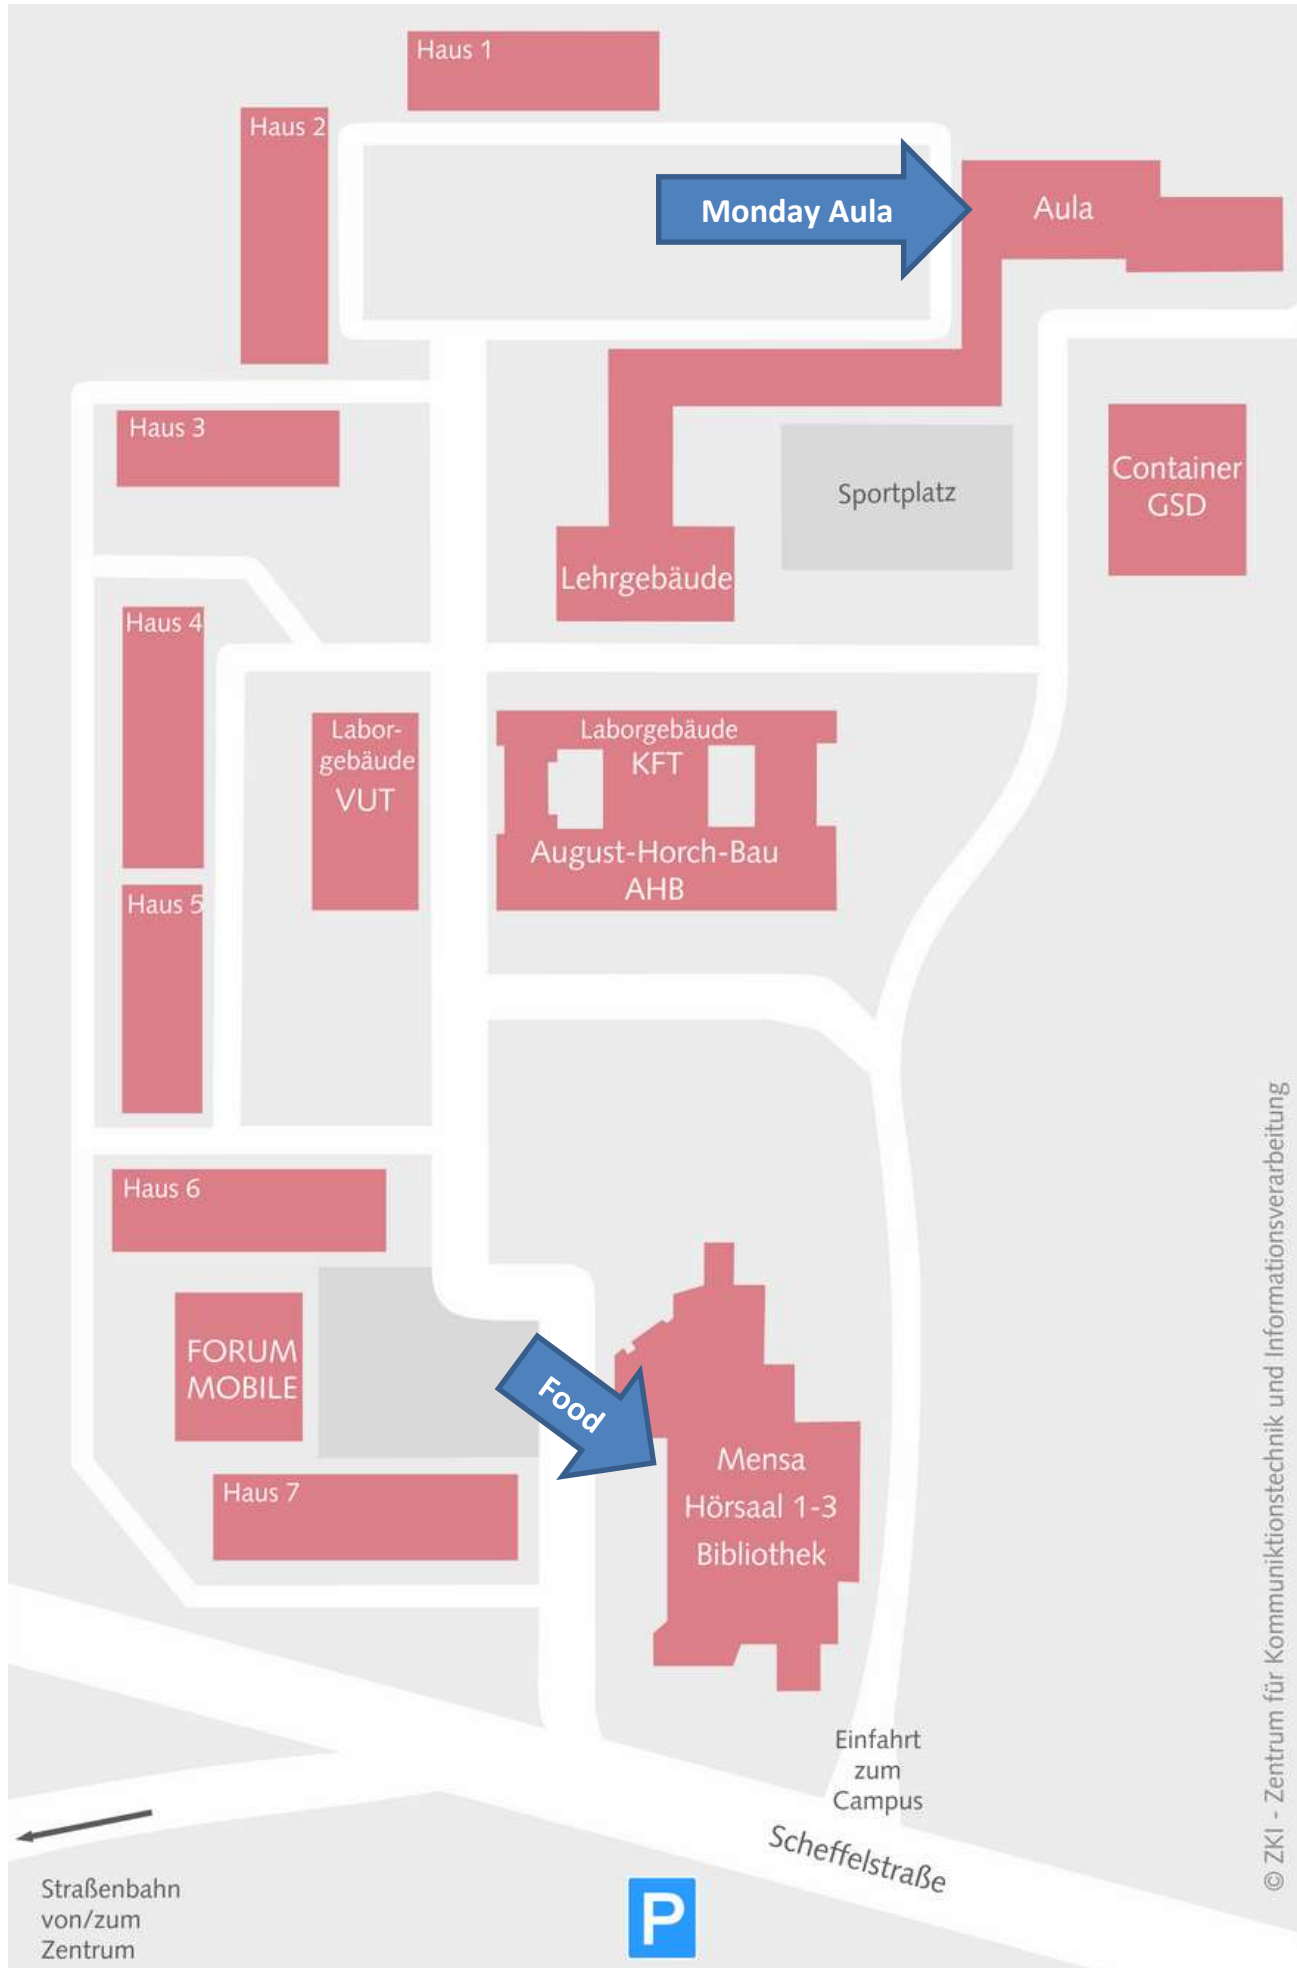 Haus 1
Haus 2
Monday Aula
Aula
Haus 3
Container
GSD
Sportplatz
Lehrgebäude
Haus 4
Labor-
gebäude
VUT
Laborgebäude
KFT
August-Horch-Bau
AHB
Haus 5
Haus 6
FORUM
MOBILE
Food
Mensa
Hörsaal 1-3
Bibliothek
Haus 7
Einfahrt
zum
Campus
Scheffelstraße
Straßenbahn
von/zum
Zentrum
P
© ZKI - Zentrum für Kommuniktionstechnik und Informationsverarbeitung